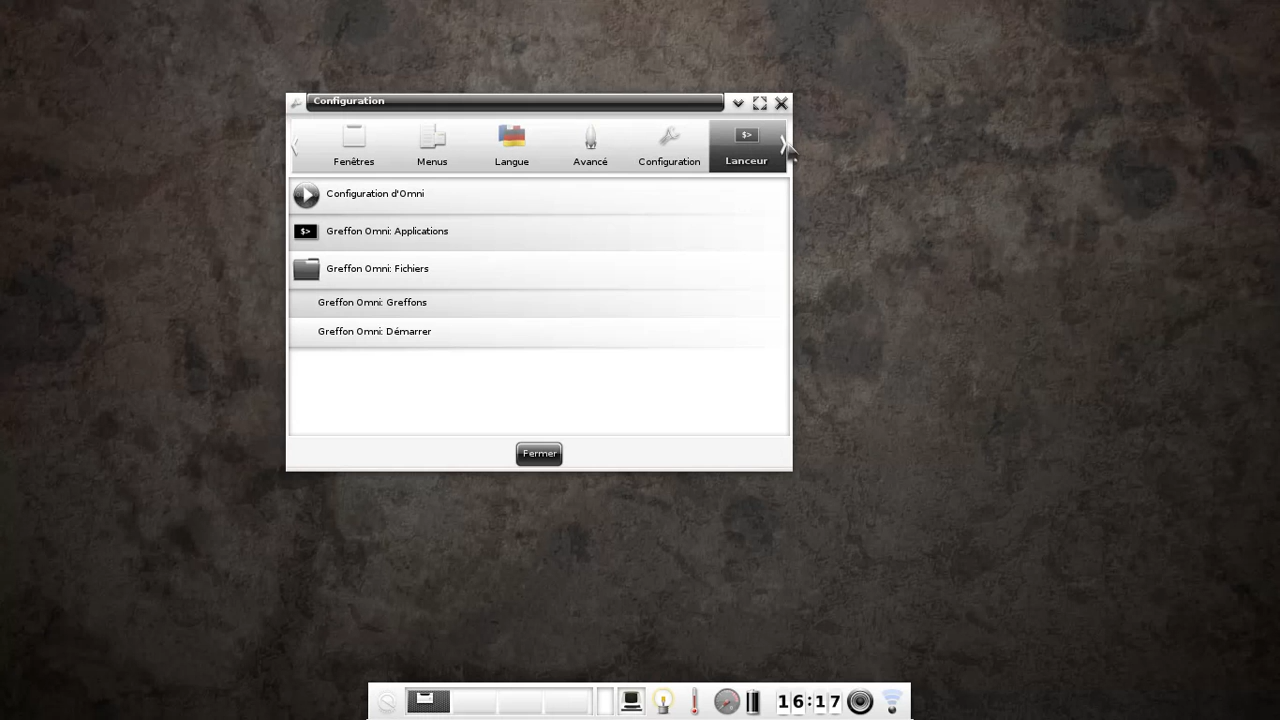 Configuration
Fenêtres
Menus
Langue
Avancé
Configuration
$>
Lanceur
Configuration d'Omni
$>
Greffon Omni: Applications
Greffon Omni: Fichiers
Greffon Omni: Greffons
Greffon Omni: Démarrer
Fermer
16:17